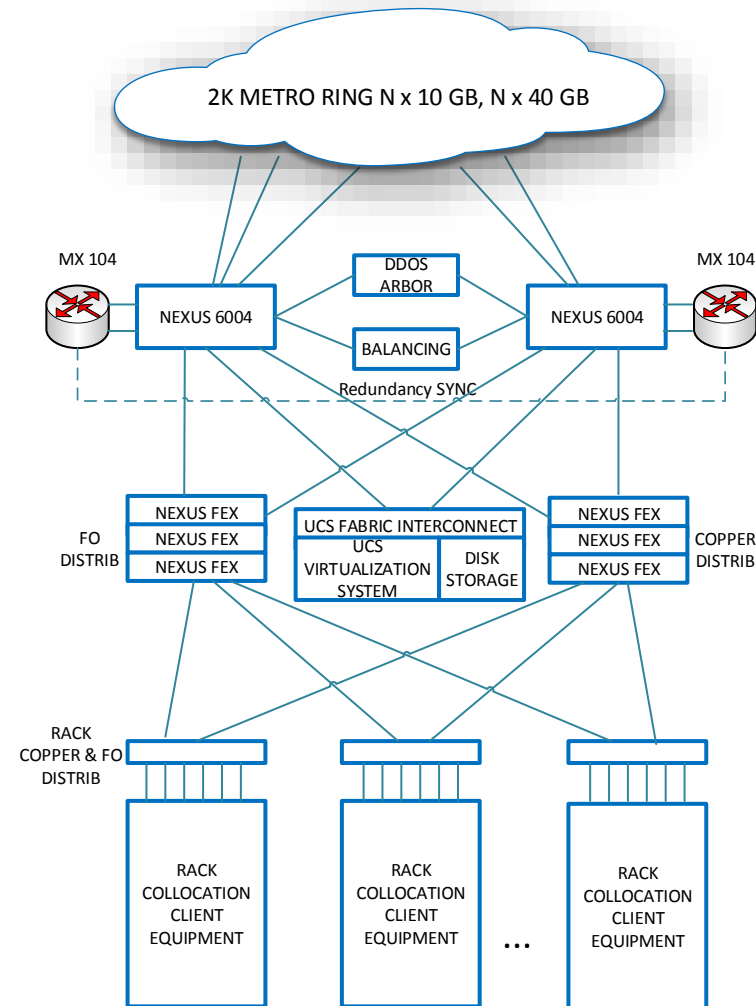 2K METRO RING N x 10 GB, N x 40 GB
MX 104
DDOS
ARBOR
MX 104
NEXUS 6004
NEXUS 6004
BALANCING
Redundancy SYNC
FO
DISTRIB
NEXUS FEX
NEXUS FEX
NEXUS FEX
UCS FABRIC INTERCONNECT
UCS
VIRTUALIZATION
SYSTEM
DISK
STORAGE
NEXUS FEX
NEXUS FEX
NEXUS FEX
COPPER
DISTRIB
RACK
COPPER & FO
DISTRIB
RACK
COLLOCATION
CLIENT
EQUIPMENT
RACK
COLLOCATION
CLIENT
EQUIPMENT
...
RACK
COLLOCATION
CLIENT
EQUIPMENT